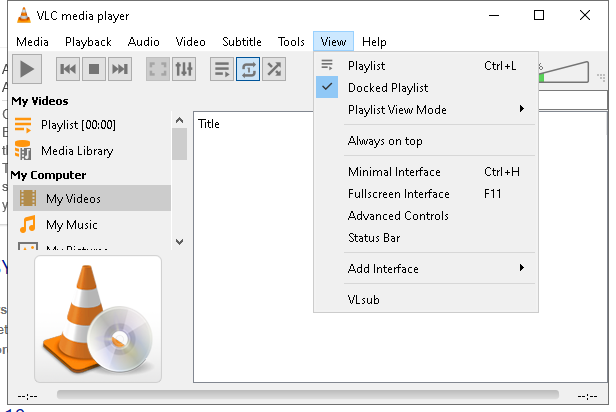 VLC media player
Media Playback Audio Video Subtitle Tools View Help
%
My Videos
Playlist [00:00]
Media Library
My Computer
My Videos
My Music
My Pictures
Title
Playlist Ctrl+L
Docked Playlist
Playlist View Mode
Always on top
Minimal Interface Ctrl+H
Fullscreen Interface F11
Advanced Controls
Status Bar
Add Interface
VLsub
--:-- --:--